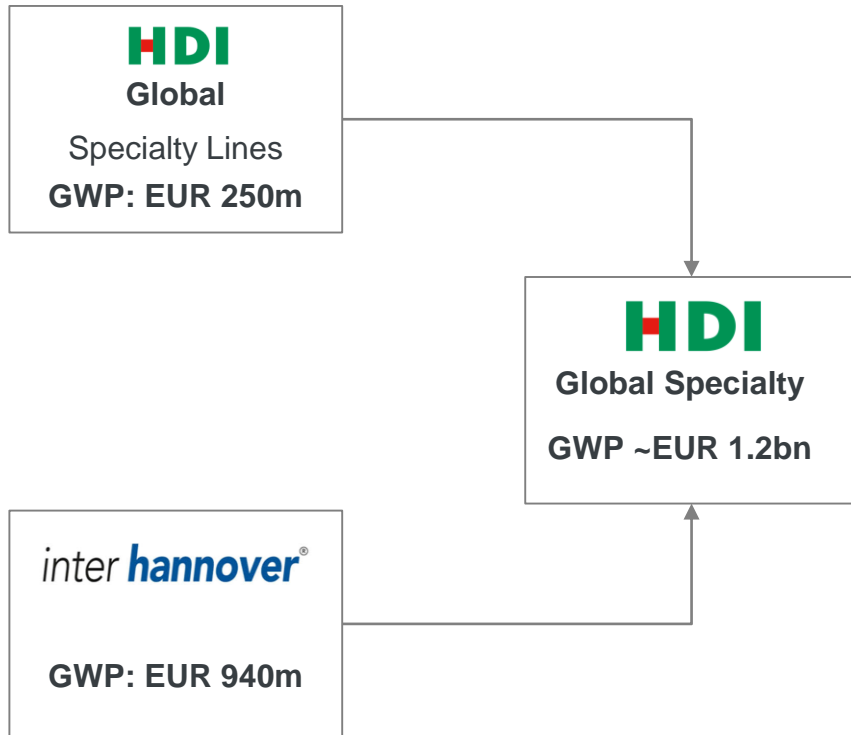 HDI
Global
Specialty Lines
GWP: EUR 250m
HDI
Global Specialty
GWP ~EUR 1.2bn
inter hannover®
GWP: EUR 940m